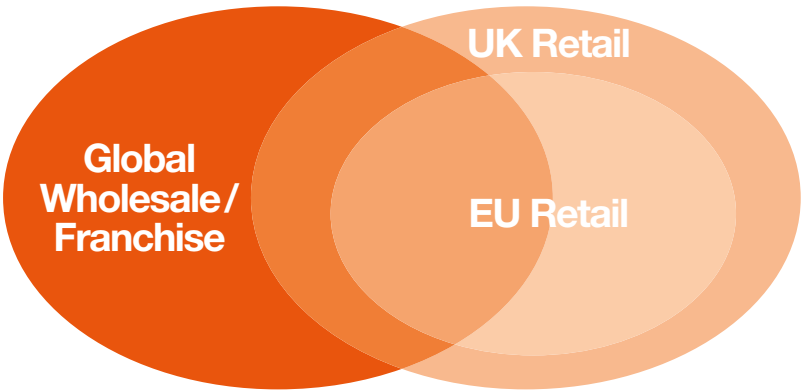 UK Retail
Global
Wholesale/
Franchise
EU Retail